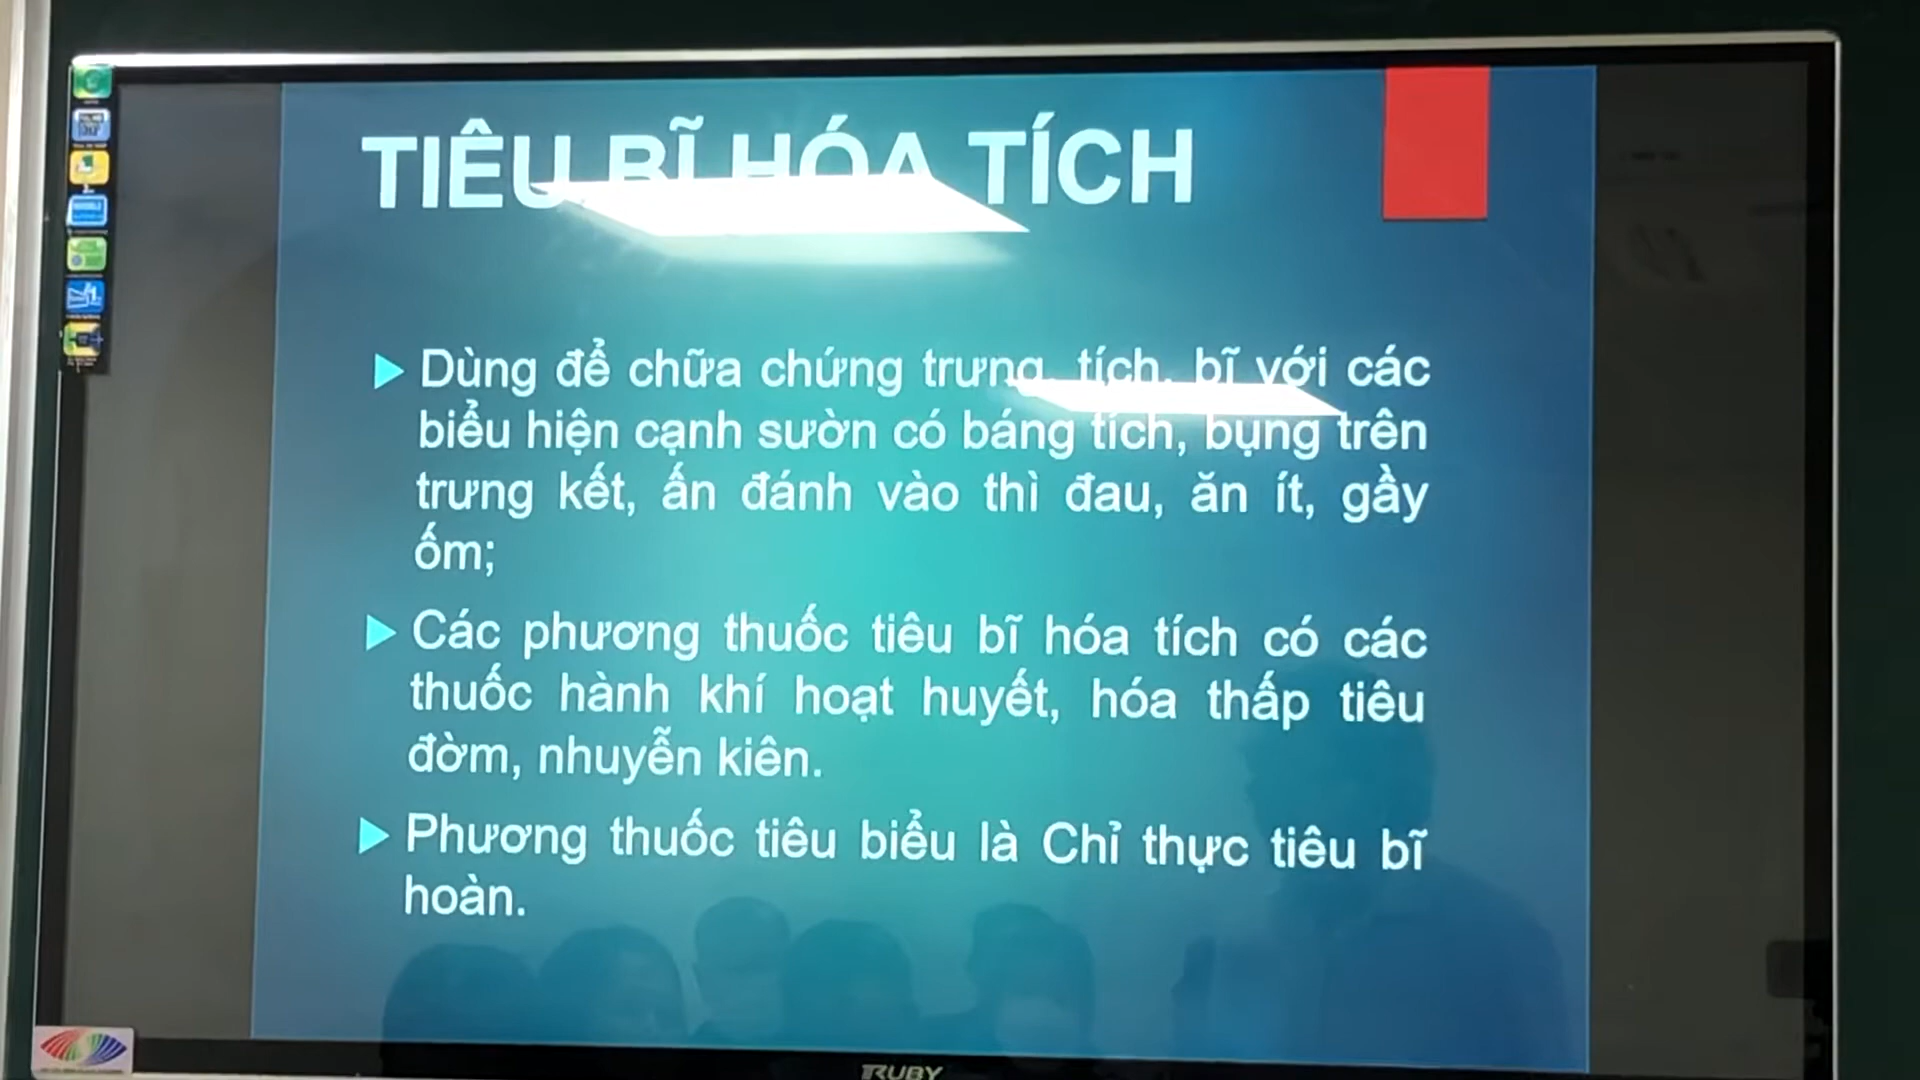 TIÊU BĨ HÓA TÍCH
Dùng để chữa chứng trưng, tích, bĩ với các
biểu hiện cạnh sườn có báng tích, bụng trên
trưng kết, ấn đánh vào thì đau, ăn ít, gầy
ốm;
Các phương thuốc tiêu bĩ hóa tích có các
thuốc hành khí hoạt huyết, hóa thấp tiêu
đờm, nhuyễn kiên.
Phương thuốc tiêu biểu là Chỉ thực tiêu bĩ
hoàn.
RUBY